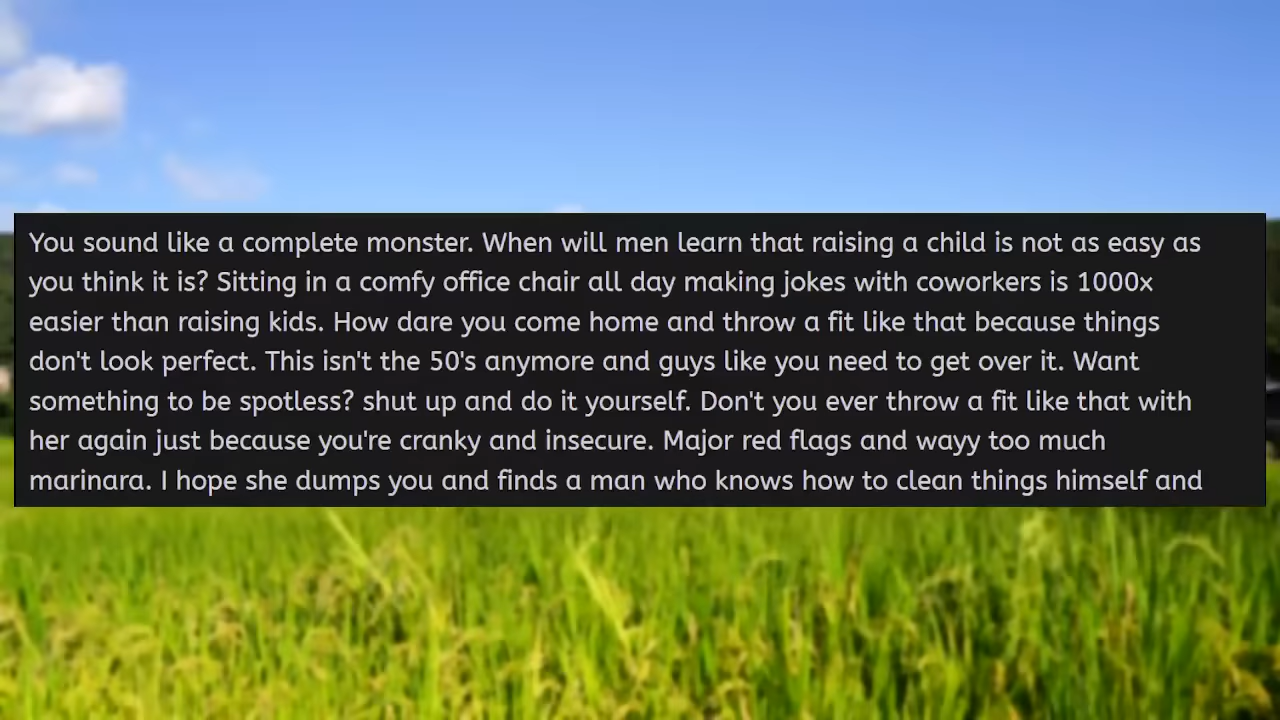 You sound like a complete monster. When will men learn that raising a child is not as easy as
you think it is? Sitting in a comfy office chair all day making jokes with coworkers is 1000x
easier than raising kids. How dare you come home and throw a fit like that because things
don't look perfect. This isn't the 50's anymore and guys like you need to get over it. Want
something to be spotless? shut up and do it yourself. Don't you ever throw a fit like that with
her again just because you're cranky and insecure. Major red flags and wayy too much
marinara. I hope she dumps you and finds a man who knows how to clean things himself and